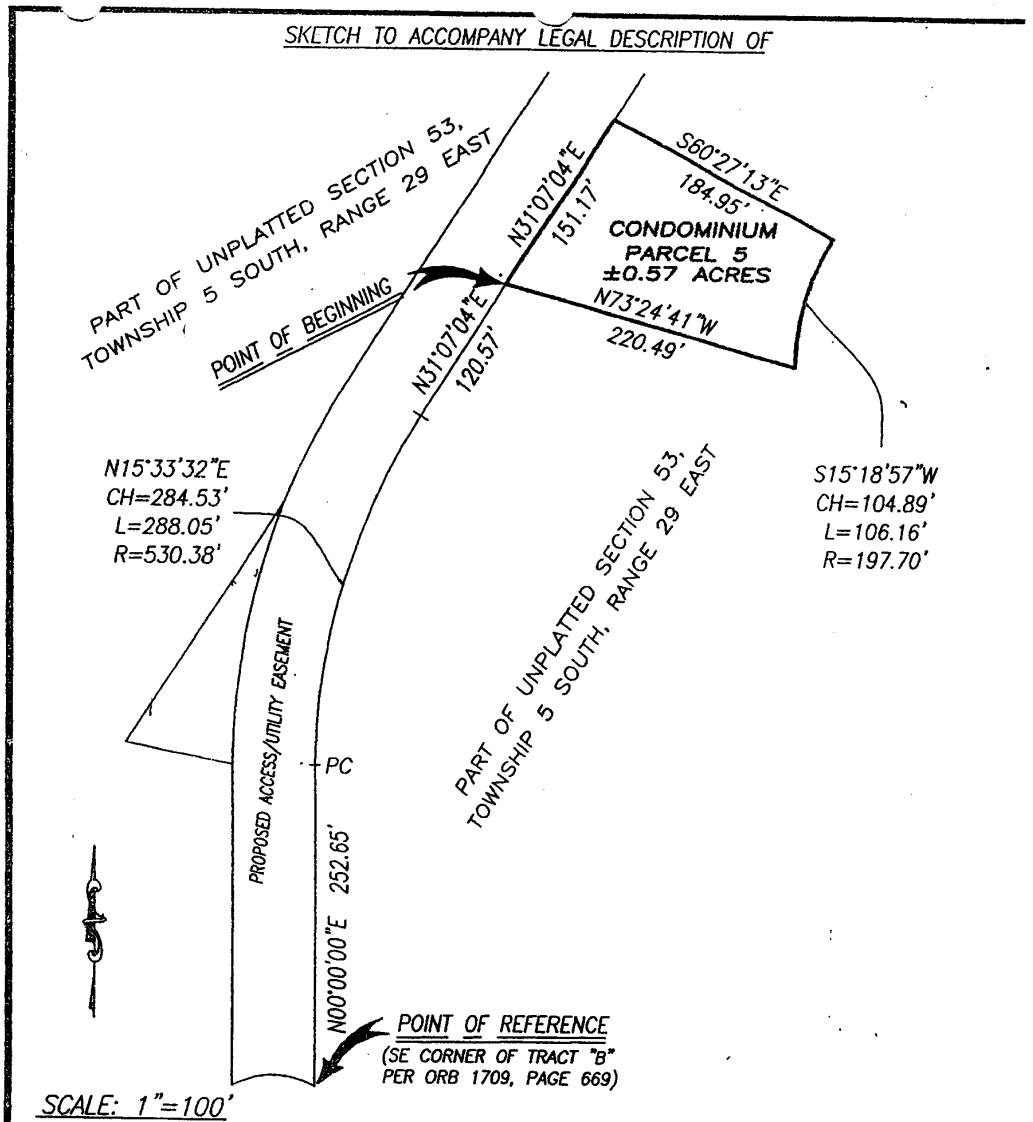 SKETCH TO ACCOMPANY LEGAL DESCRIPTION OF
PART OF UNPLATTED SECTION 53,
TOWNSHIP 5 SOUTH, RANGE 29 EAST
POINT OF BEGINNING
N31°07'04"E
151.17'
S60°27'13"E
184.95'
CONDOMINIUM
PARCEL 5
±0.57 ACRES
N73°24'41"W
220.49'
N31°07'04"E
120.57'
N15°33'32"E
CH=284.53'
L=288.05'
R=530.38'
S15°18'57"W
CH=104.89'
L=106.16'
R=197.70'
PART OF UNPLATTED SECTION 53,
TOWNSHIP 5 SOUTH, RANGE 29 EAST
PROPOSED ACCESS/UTILITY EASEMENT
PC
N00°00'00"E 252.65'
POINT OF REFERENCE
(SE CORNER OF TRACT "B"
PER ORB 1709, PAGE 669)
SCALE: 1"=100'